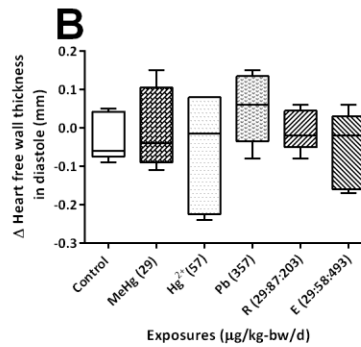 B
Δ Heart free wall thickness
in diastole (mm)
0.2
0.1
0.0
-0.1
-0.2
-0.3
Control
MeHg (29)
Hg²⁺(57)
Pb (357)
R (29:87:203)
E (29:58:493)
Exposures (µg/kg-bw/d)